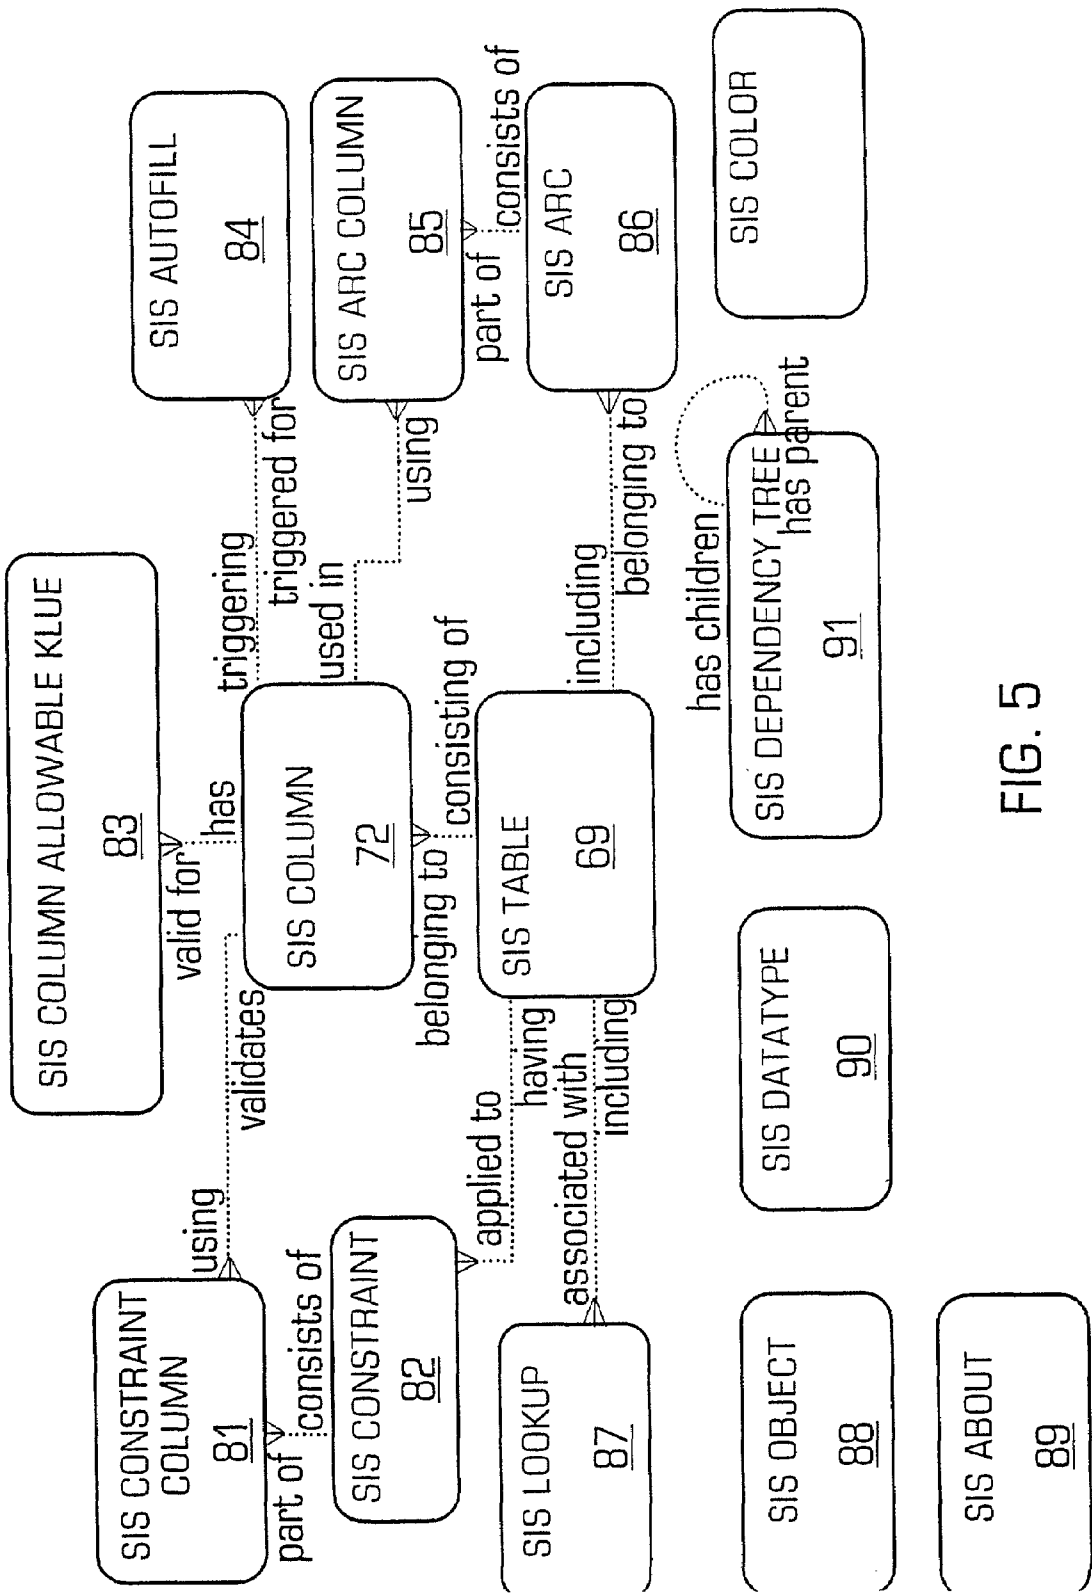 SIS COLUMN ALLOWABLE KLUE
83
valid for
has
SIS CONSTRAINT
COLUMN
81
using
validates
triggering
triggered for
SIS AUTOFILL
84
part of
consists of
SIS CONSTRAINT
82
SIS COLUMN
72
used in
using
SIS ARC COLUMN
85
belonging to
consisting of
part of
consists of
applied to
having
SIS TABLE
69
including
belonging to
SIS ARC
86
associated with
including
SIS LOOKUP
87
SIS OBJECT
88
SIS DATATYPE
90
has children
SIS DEPENDENCY TREE
91
has parent
SIS COLOR
SIS ABOUT
89
FIG. 5